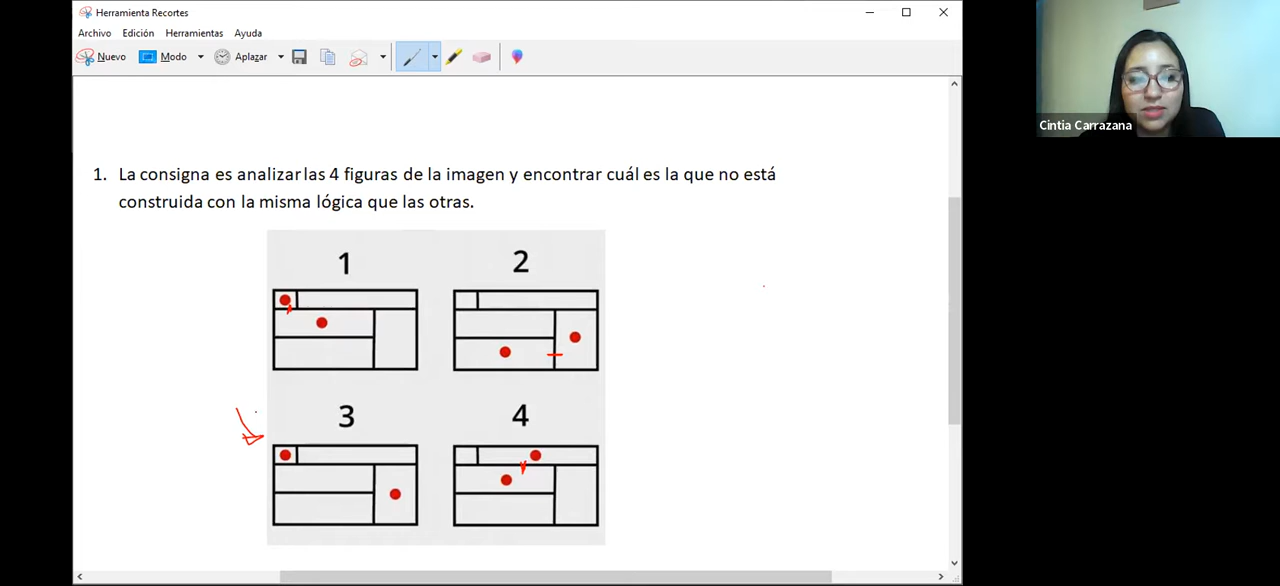 Herramienta Recortes
Archivo Edición Herramientas Ayuda
Nuevo Modo Aplazar
Cintia Carrazana
1. La consigna es analizar las 4 figuras de la imagen y encontrar cuál es la que no está
construida con la misma lógica que las otras.
1 2
3 4